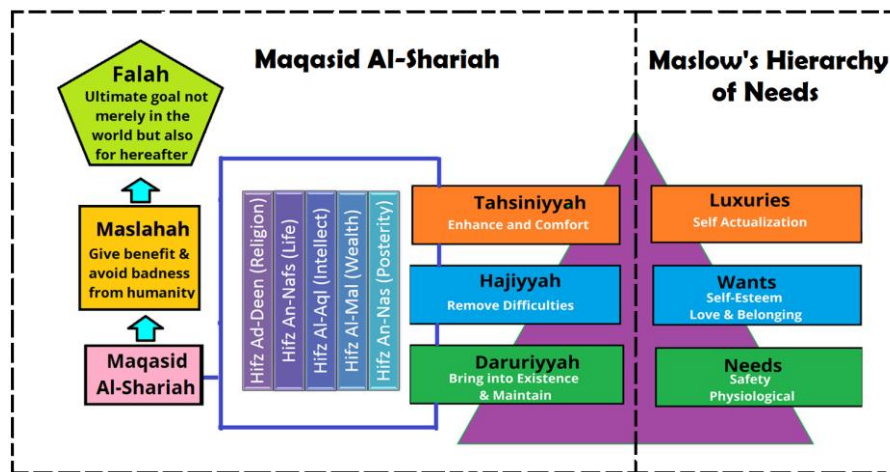 Maqasid Al-Shariah
Maslow's Hierarchy
of Needs
Falah
Ultimate goal not
merely in the
world but also
for hereafter
Maslahah
Give benefit &
avoid badness
from humanity
Maqasid
Al-Shariah
Hifz Ad-Deen (Religion)
Hifz An-Nafs (Life)
Hifz Al-Aql (Intellect)
Hifz Al-Mal (Wealth)
Hifz An-Nas (Posterity)
Tahsiniyyah
Enhance and Comfort
Hajiyyah
Remove Difficulties
Daruriyyah
Bring into Existence
& Maintain
Luxuries
Self Actualization
Wants
Self-Esteem
Love & Belonging
Needs
Safety
Physiological